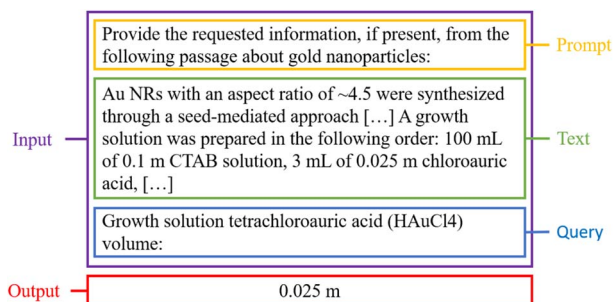 Provide the requested information, if present, from the
following passage about gold nanoparticles:
Prompt
Au NRs with an aspect ratio of ~4.5 were synthesized
through a seed-mediated approach […] A growth
solution was prepared in the following order: 100 mL
of 0.1 m CTAB solution, 3 mL of 0.025 m chloroauric
acid, […]
Input
Text
Growth solution tetrachloroauric acid (HAuCl4)
volume:
Query
Output
0.025 m